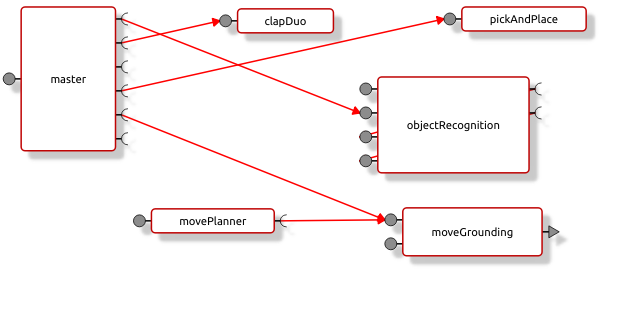 clapDuo
pickAndPlace
master
objectRecognition
movePlanner
moveGrounding